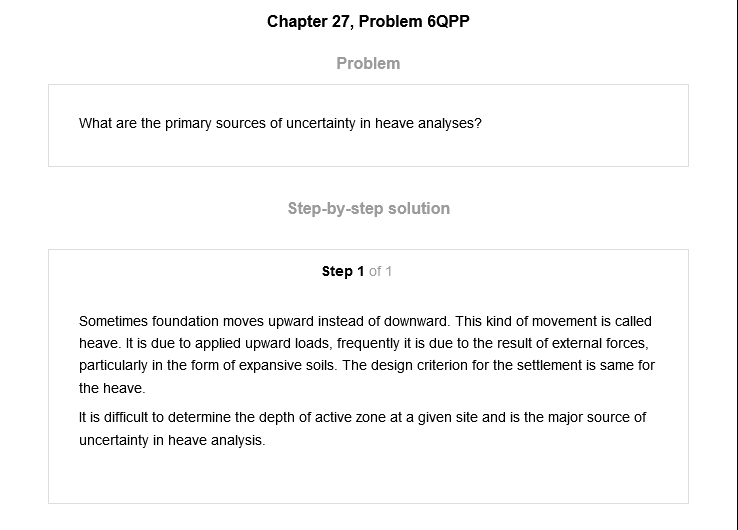 Chapter 27, Problem 6QPP
Problem
What are the primary sources of uncertainty in heave analyses?
Step-by-step solution
Step 1 of 1
Sometimes foundation moves upward instead of downward. This kind of movement is called
heave. It is due to applied upward loads, frequently it is due to the result of external forces,
particularly in the form of expansive soils. The design criterion for the settlement is same for
the heave.
It is difficult to determine the depth of active zone at a given site and is the major source of
uncertainty in heave analysis.